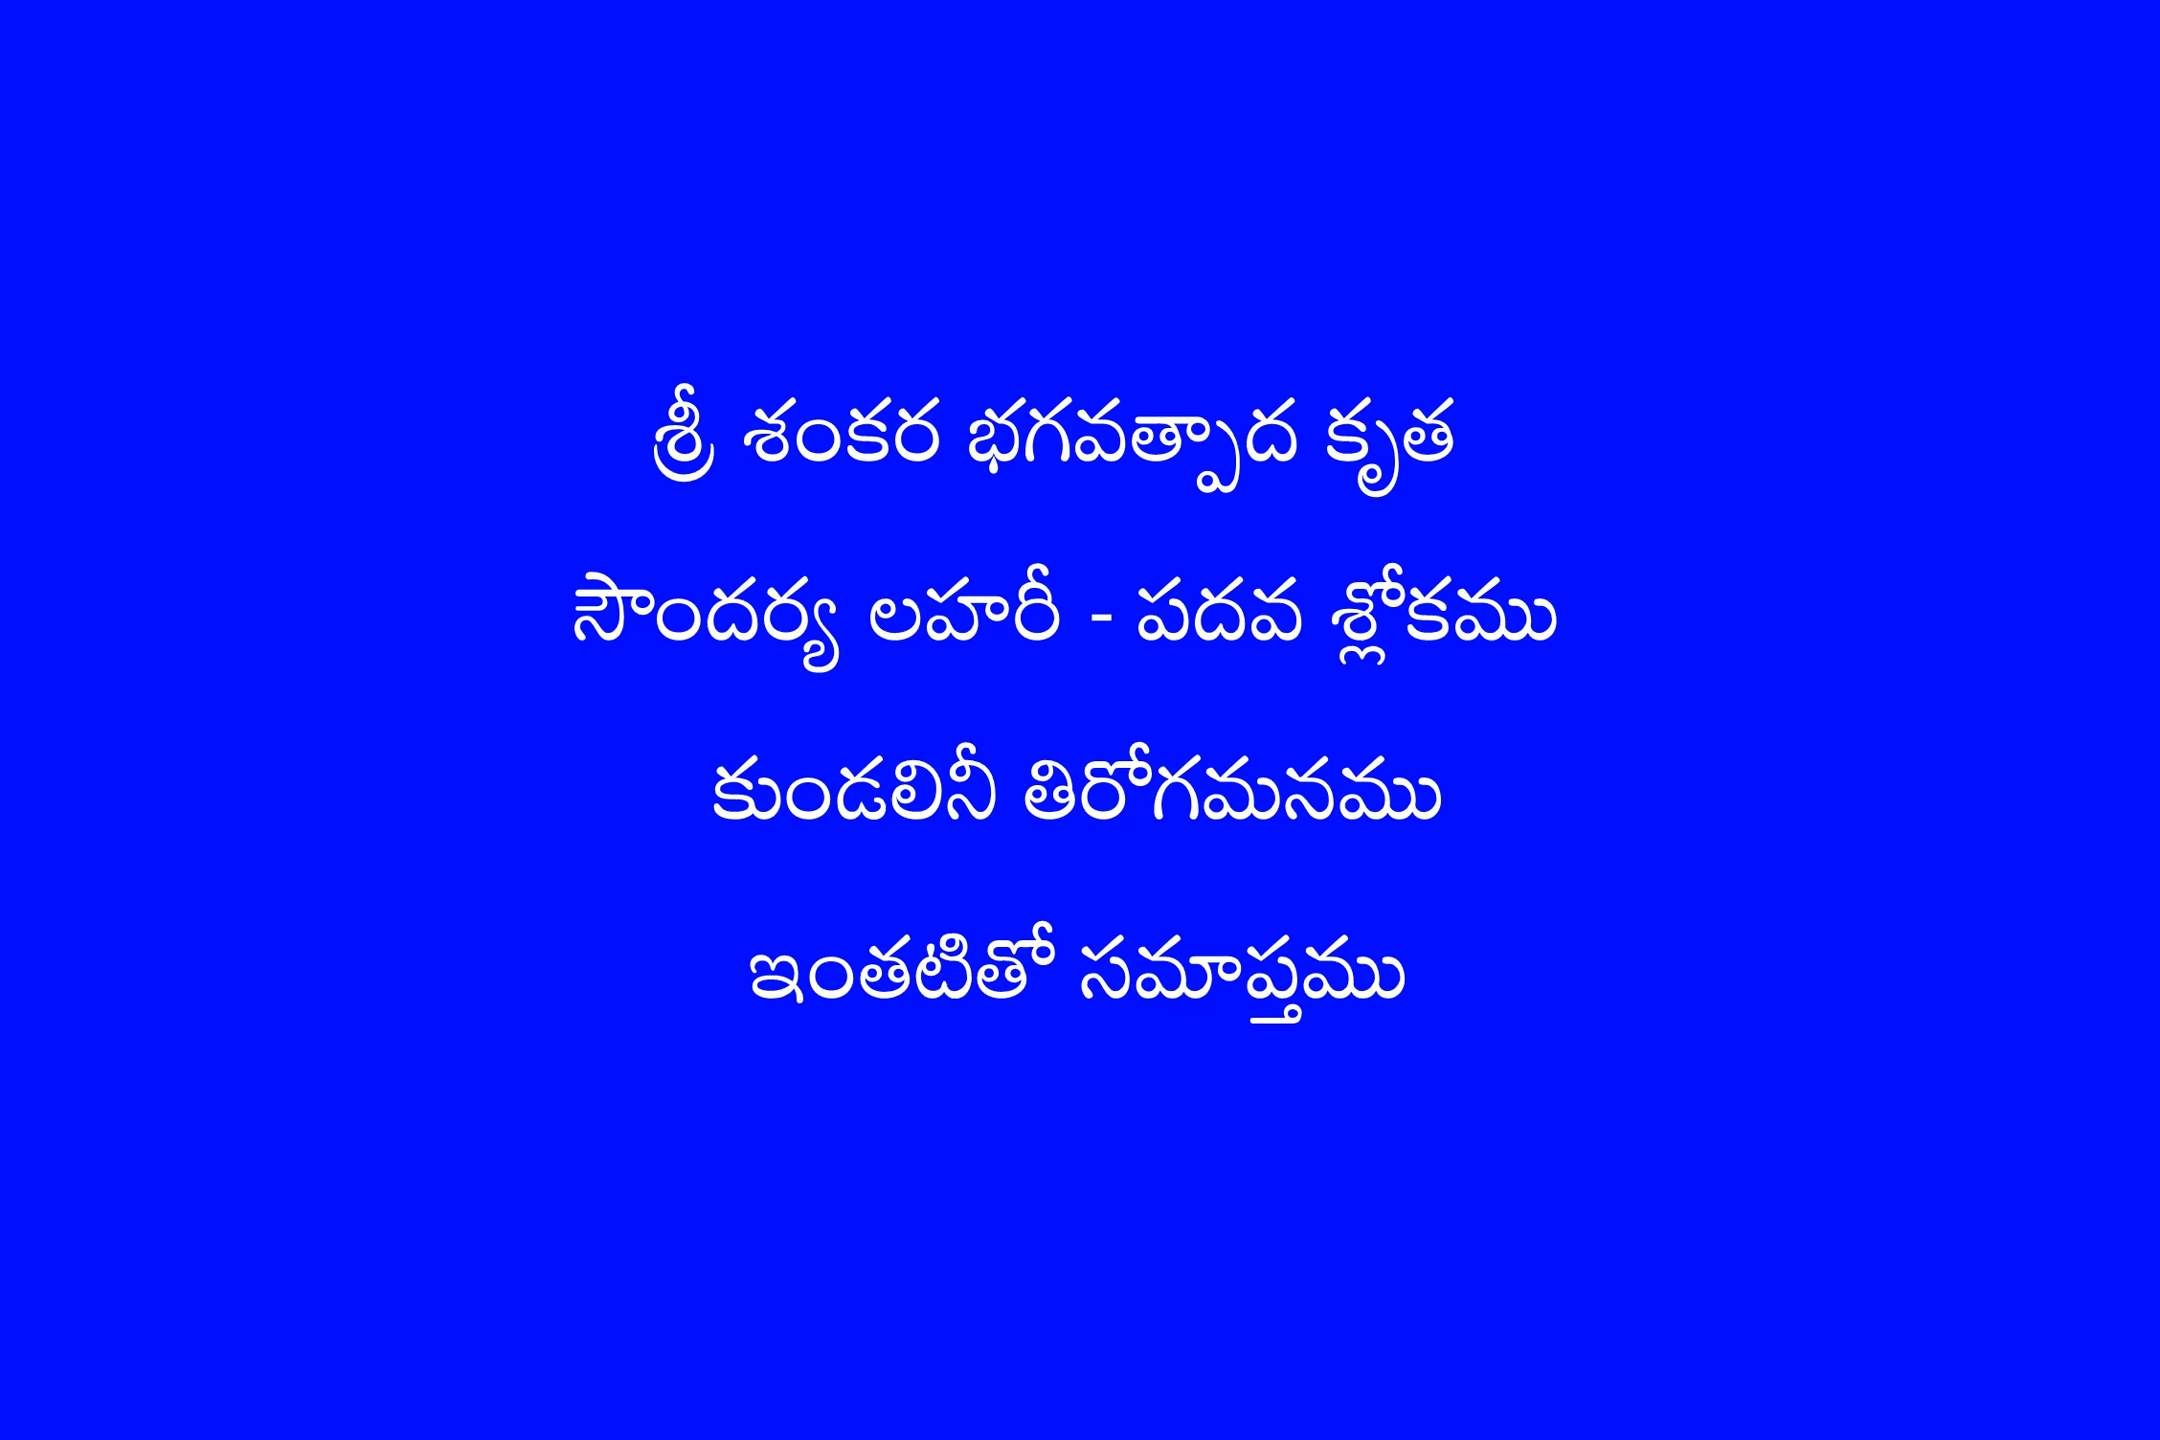 శ్రీ శంకర భగవత్పాద కృత
సౌందర్య లహరీ - పదవ శ్లోకము
కుండలినీ తిరోగమనము
ఇంతటితో సమాప్తము